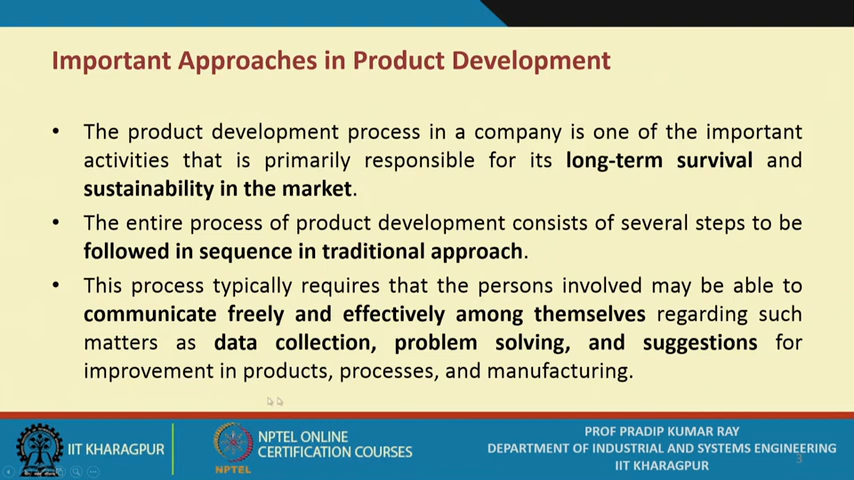 Important Approaches in Product Development
• The product development process in a company is one of the important
activities that is primarily responsible for its long-term survival and
sustainability in the market.
• The entire process of product development consists of several steps to be
followed in sequence in traditional approach.
• This process typically requires that the persons involved may be able to
communicate freely and effectively among themselves regarding such
matters as data collection, problem solving, and suggestions for
improvement in products, processes, and manufacturing.
IIT KHARAGPUR
NPTEL
NPTEL ONLINE
CERTIFICATION COURSES
PROF PRADIP KUMAR RAY
DEPARTMENT OF INDUSTRIAL AND SYSTEMS ENGINEERING
IIT KHARAGPUR
3